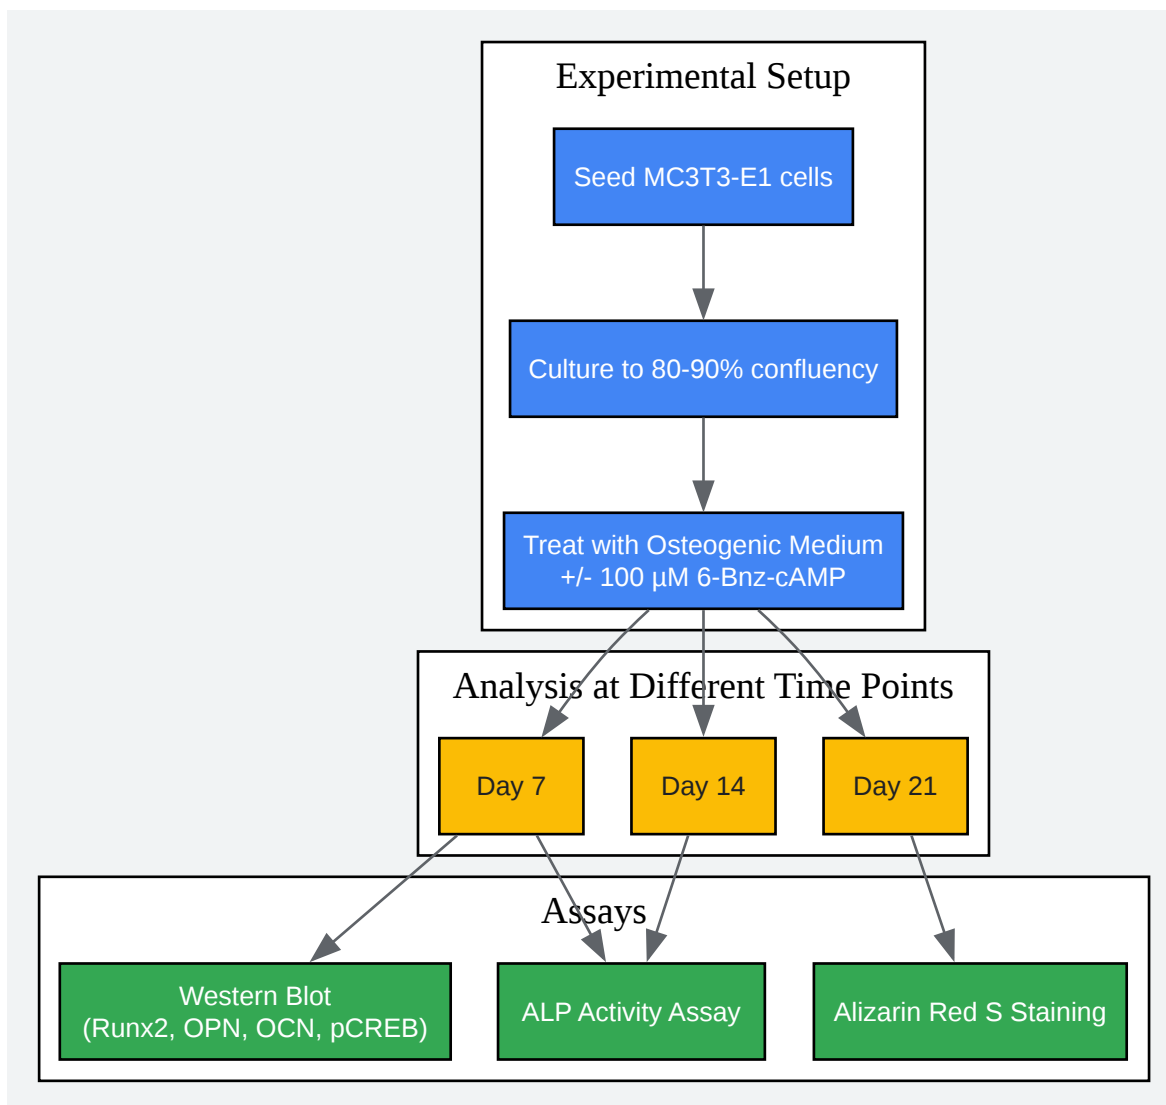 Experimental Setup
Seed MC3T3-E1 cells
Culture to 80-90% confluency
Treat with Osteogenic Medium
+/- 100 µM 6-Bnz-cAMP
Analysis at Different Time Points
Day 7
Day 14
Day 21
Assays
Western Blot
(Runx2, OPN, OCN, pCREB)
ALP Activity Assay
Alizarin Red S Staining